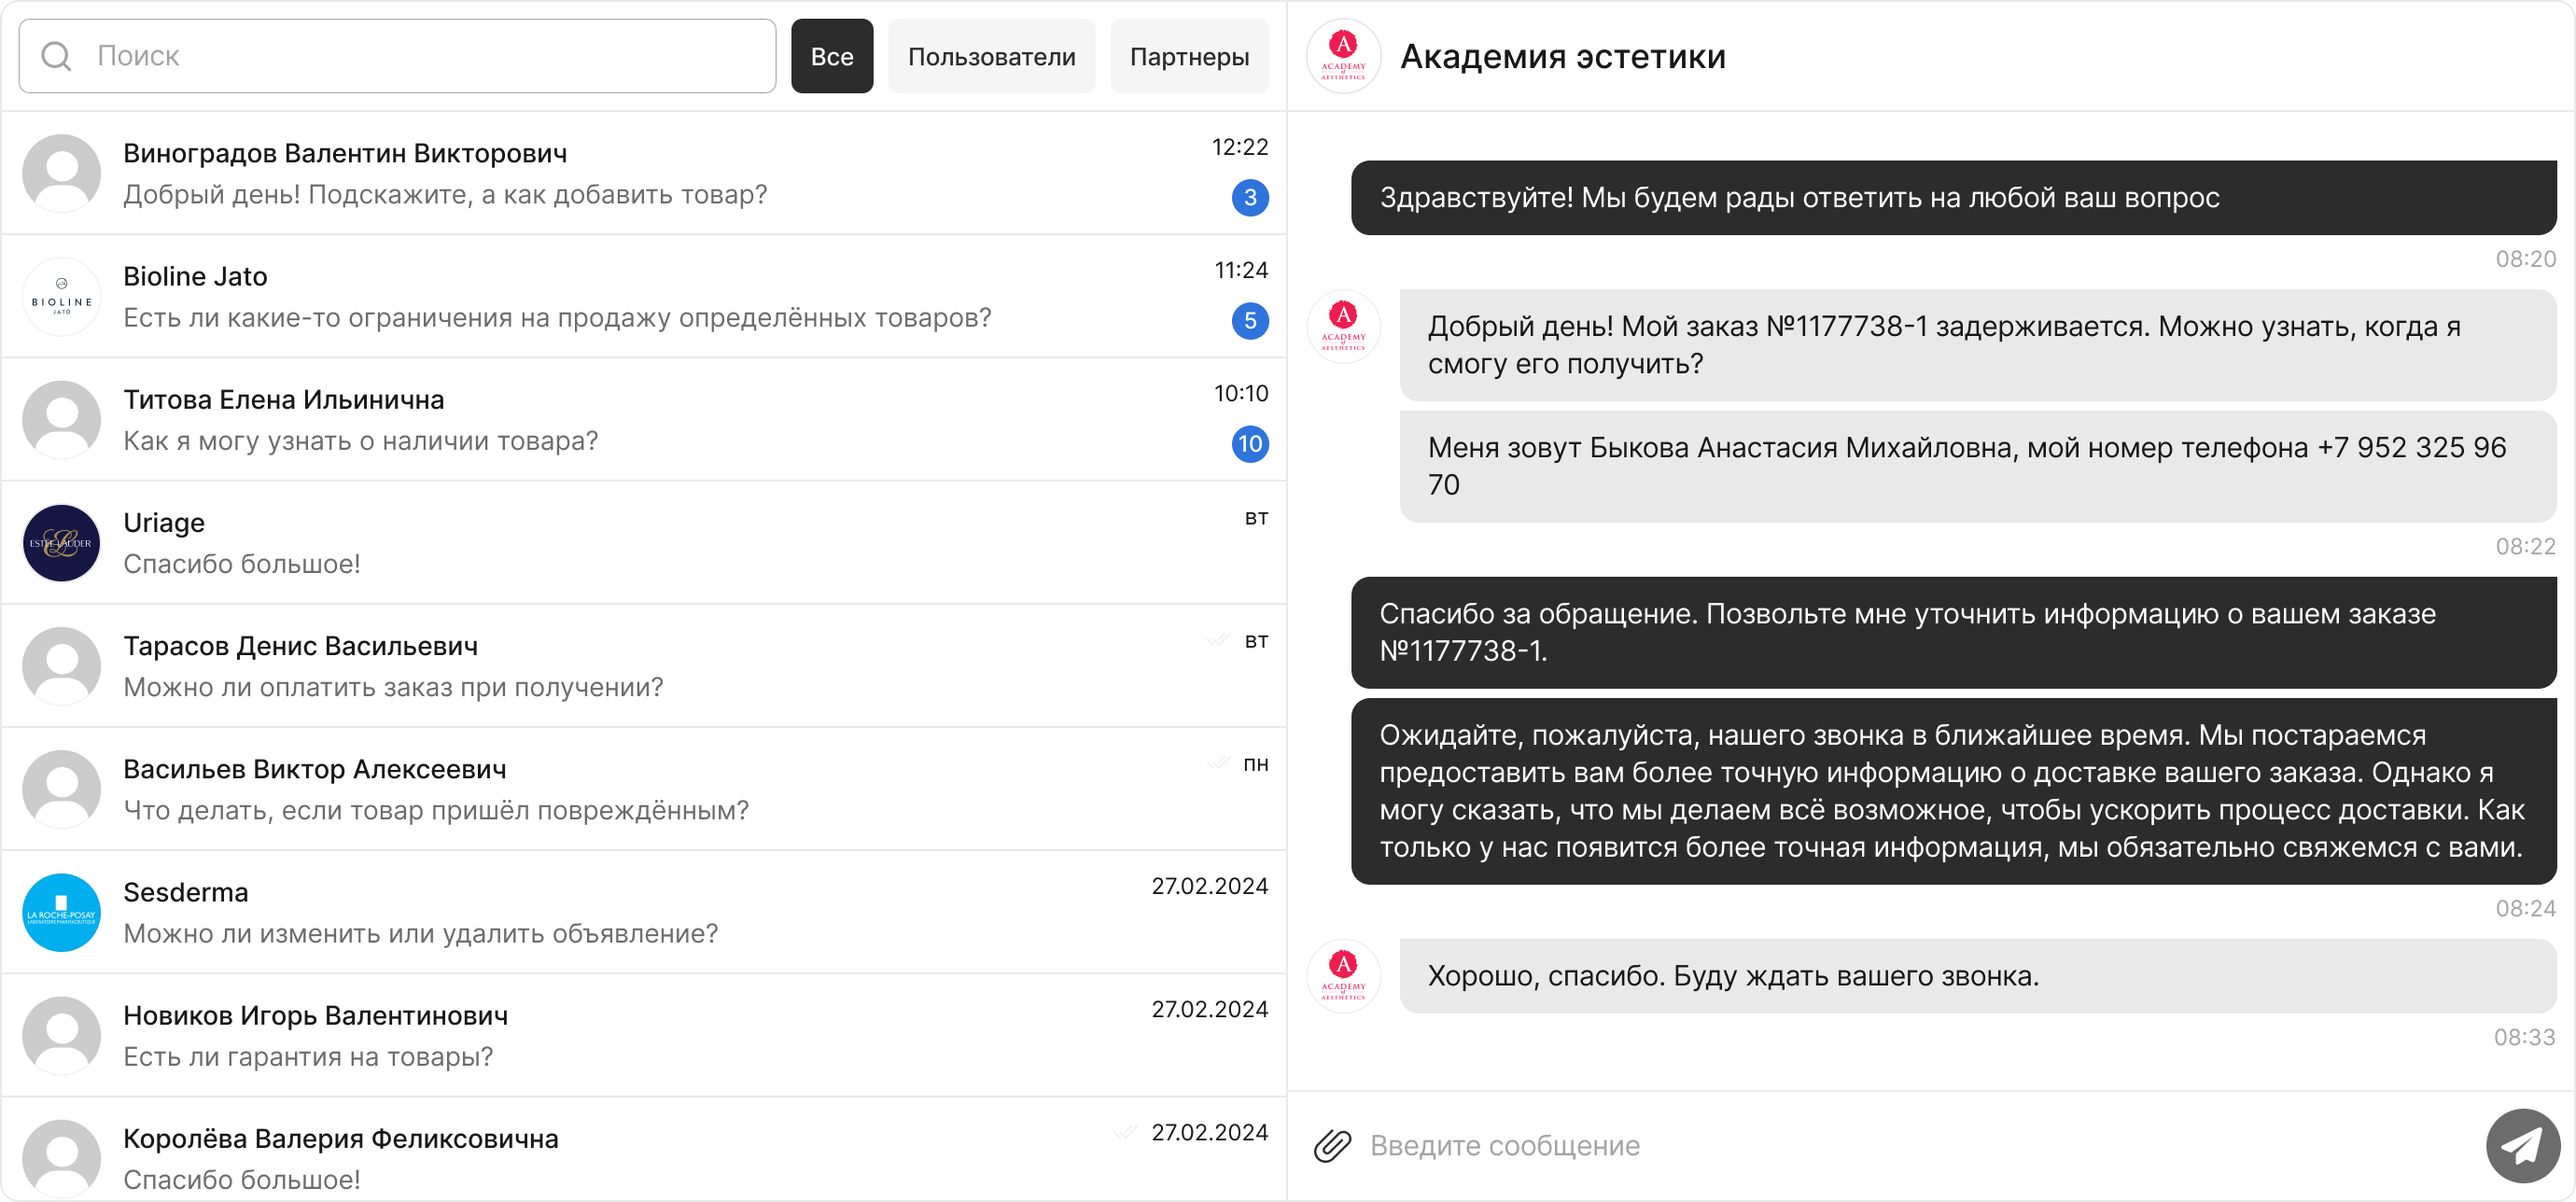 Поиск
Все
Пользователи
Партнеры
Виноградов Валентин Викторович
12:22
Добрый день! Подскажите, а как добавить товар?
3
BIOLINE
JATO
Bioline Jato
11:24
Есть ли какие-то ограничения на продажу определённых товаров?
5
Титова Елена Ильинична
10:10
Как я могу узнать о наличии товара?
10
ESTĒE LAUDER
Uriage
вт
Спасибо большое!
Тарасов Денис Васильевич
вт
Можно ли оплатить заказ при получении?
Васильев Виктор Алексеевич
пн
Что делать, если товар пришёл повреждённым?
LA ROCHE-POSAY
LABORATOIRE PHARMACEUTIQUE
Sesderma
27.02.2024
Можно ли изменить или удалить объявление?
Новиков Игорь Валентинович
27.02.2024
Есть ли гарантия на товары?
Королёва Валерия Феликсовична
27.02.2024
Спасибо большое!
A
ACADEMY
of
AESTHETICS
Академия эстетики
Здравствуйте! Мы будем рады ответить на любой ваш вопрос
08:20
A
ACADEMY
of
AESTHETICS
Добрый день! Мой заказ №1177738-1 задерживается. Можно узнать, когда я
смогу его получить?
Меня зовут Быкова Анастасия Михайловна, мой номер телефона +7 952 325 96
70
08:22
Спасибо за обращение. Позвольте мне уточнить информацию о вашем заказе
№1177738-1.
Ожидайте, пожалуйста, нашего звонка в ближайшее время. Мы постараемся
предоставить вам более точную информацию о доставке вашего заказа. Однако я
могу сказать, что мы делаем всё возможное, чтобы ускорить процесс доставки. Как
только у нас появится более точная информация, мы обязательно свяжемся с вами.
08:24
A
ACADEMY
of
AESTHETICS
Хорошо, спасибо. Буду ждать вашего звонка.
08:33
Введите сообщение